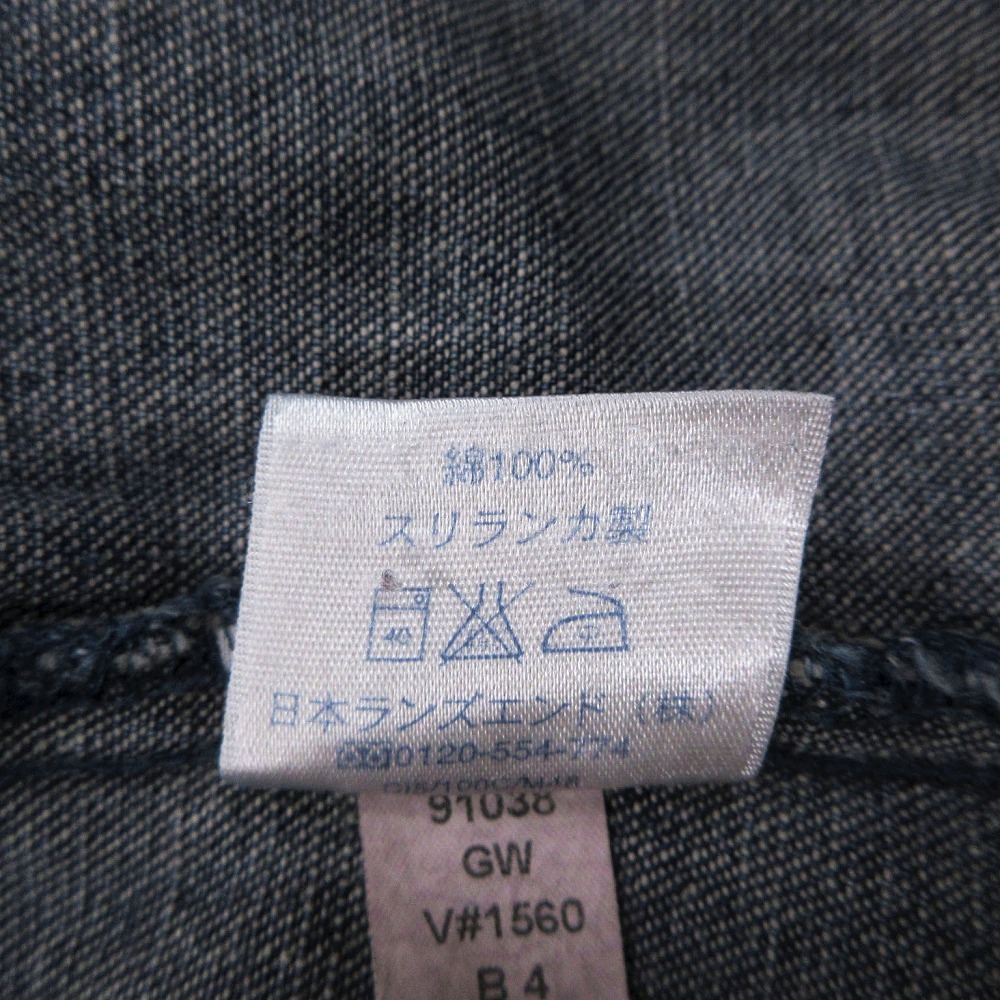 綿100%
スリランカ製
40
中
日本ランズエンド(株)
0120-554-774
91038
GW
V#1560
B 4